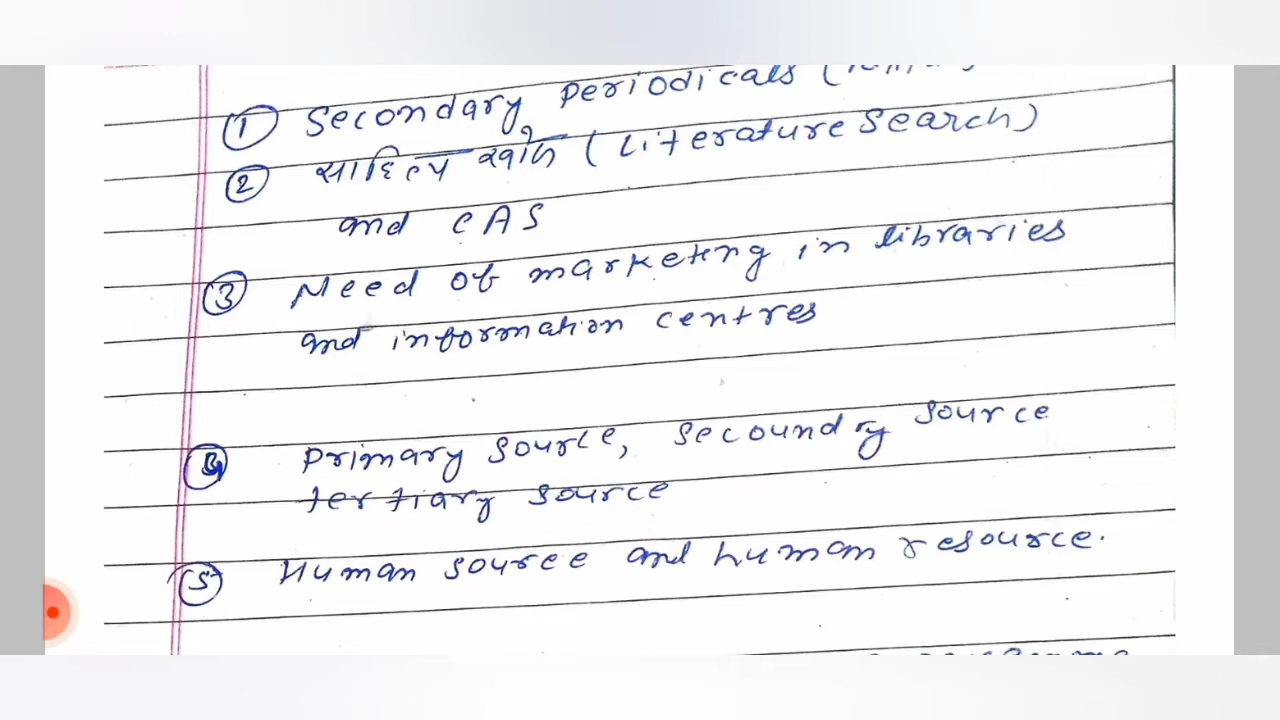 ① Secondary Periodicals (
② साहित्य खोज (Literature Search)
and CAS
③ Need of marketing in libraries
and information centres
④ Primary source, Secoundry source
tertiary source
⑤ Human source and human resource.